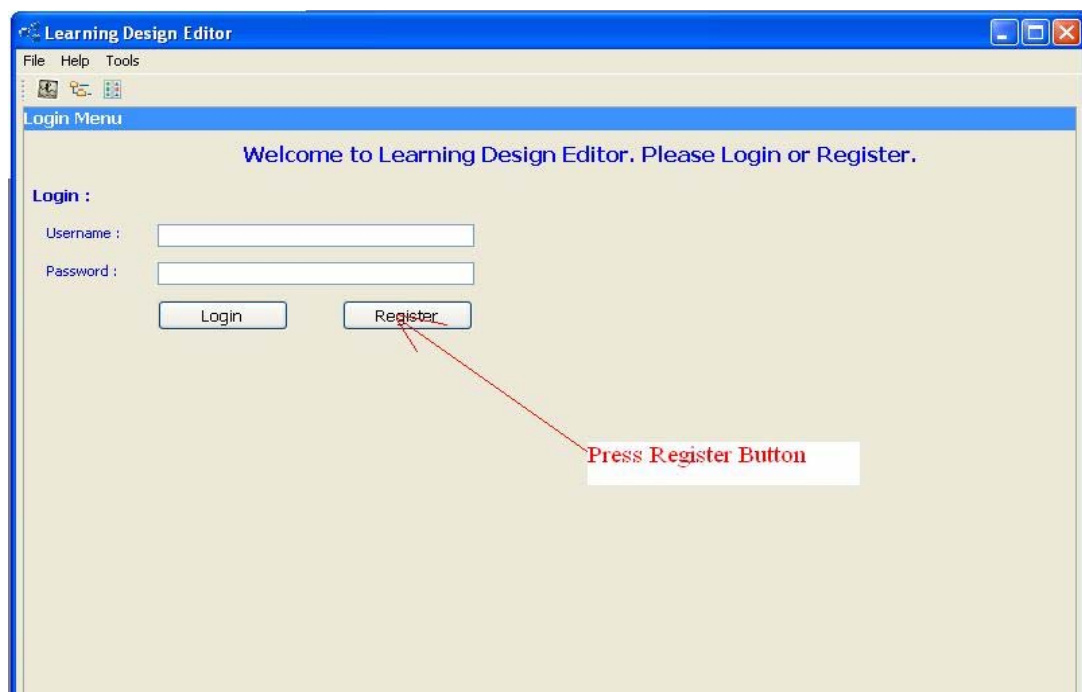 Learning Design Editor
File Help Tools
Login Menu
Welcome to Learning Design Editor. Please Login or Register.
Login :
Username :
Password :
Login Register
Press Register Button